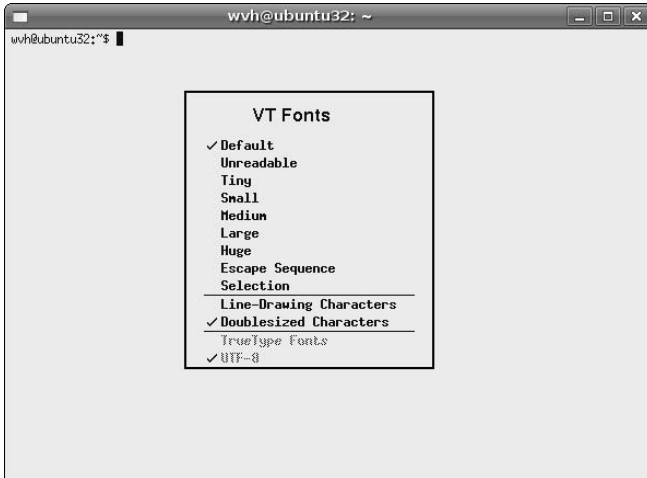 wvh@ubuntu32: ~
wvh@ubuntu32:~$
VT Fonts
✓ Default
Unreadable
Tiny
Small
Medium
Large
Huge
Escape Sequence
Selection
Line-Drawing Characters
✓ Doublesized Characters
TrueType Fonts
✓ UTF-8